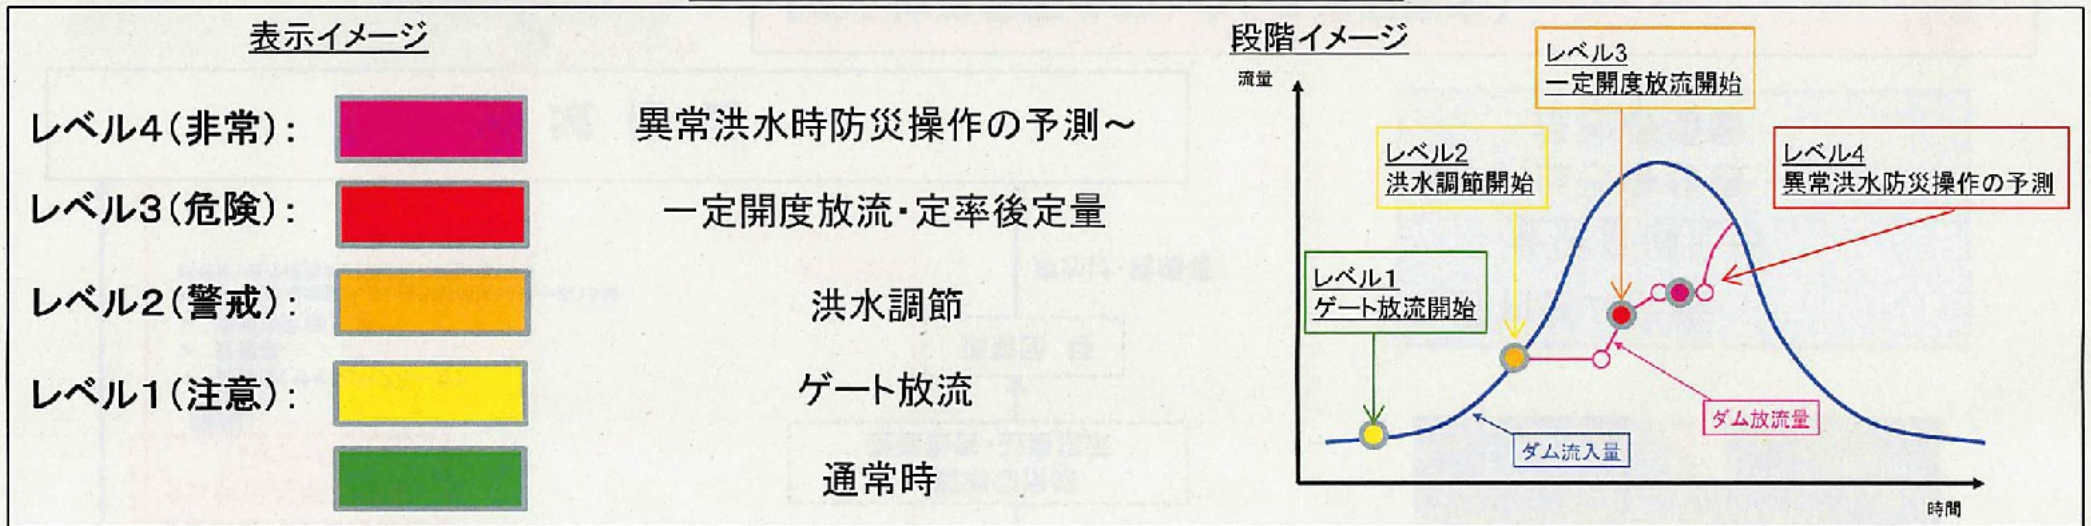 表示イメージ
レベル4(非常):
異常洪水時防災操作の予測～
レベル3(危険):
一定開度放流・定率後定量
レベル2(警戒):
洪水調節
レベル1(注意):
ゲート放流
通常時
段階イメージ
流量
レベル3
一定開度放流開始
レベル2
洪水調節開始
レベル4
異常洪水防災操作の予測
レベル1
ゲート放流開始
ダム放流量
ダム流入量
時間